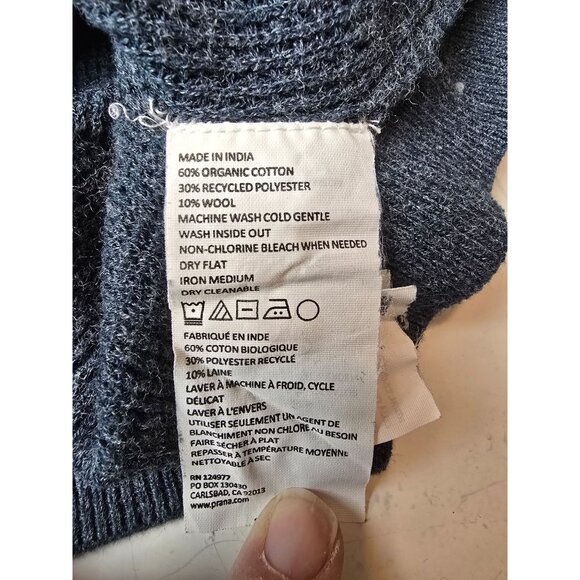 MADE IN INDIA
60% ORGANIC COTTON
30% RECYCLED POLYESTER
10% WOOL
MACHINE WASH COLD GENTLE
WASH INSIDE OUT
NON-CHLORINE BLEACH WHEN NEEDED
DRY FLAT
IRON MEDIUM
DRY CLEANABLE
FABRIQUÉ EN INDE
60% COTON BIOLOGIQUE
30% POLYESTER RECYCLÉ
10% LAINE
LAVER À MACHINE À FROID, CYCLE
DÉLICAT
LAVER À L'ENVERS
UTILISER SEULEMENT UN AGENT DE
BLANCHIMENT NON CHLORE AU BESOIN
FAIRE SÉCHER À PLAT
REPASSER À TEMPÉRATURE MOYENNE
NETTOYABLE À SEC
RN 124977
PO BOX 130430
CARLSBAD, CA 92013
www.prana.com